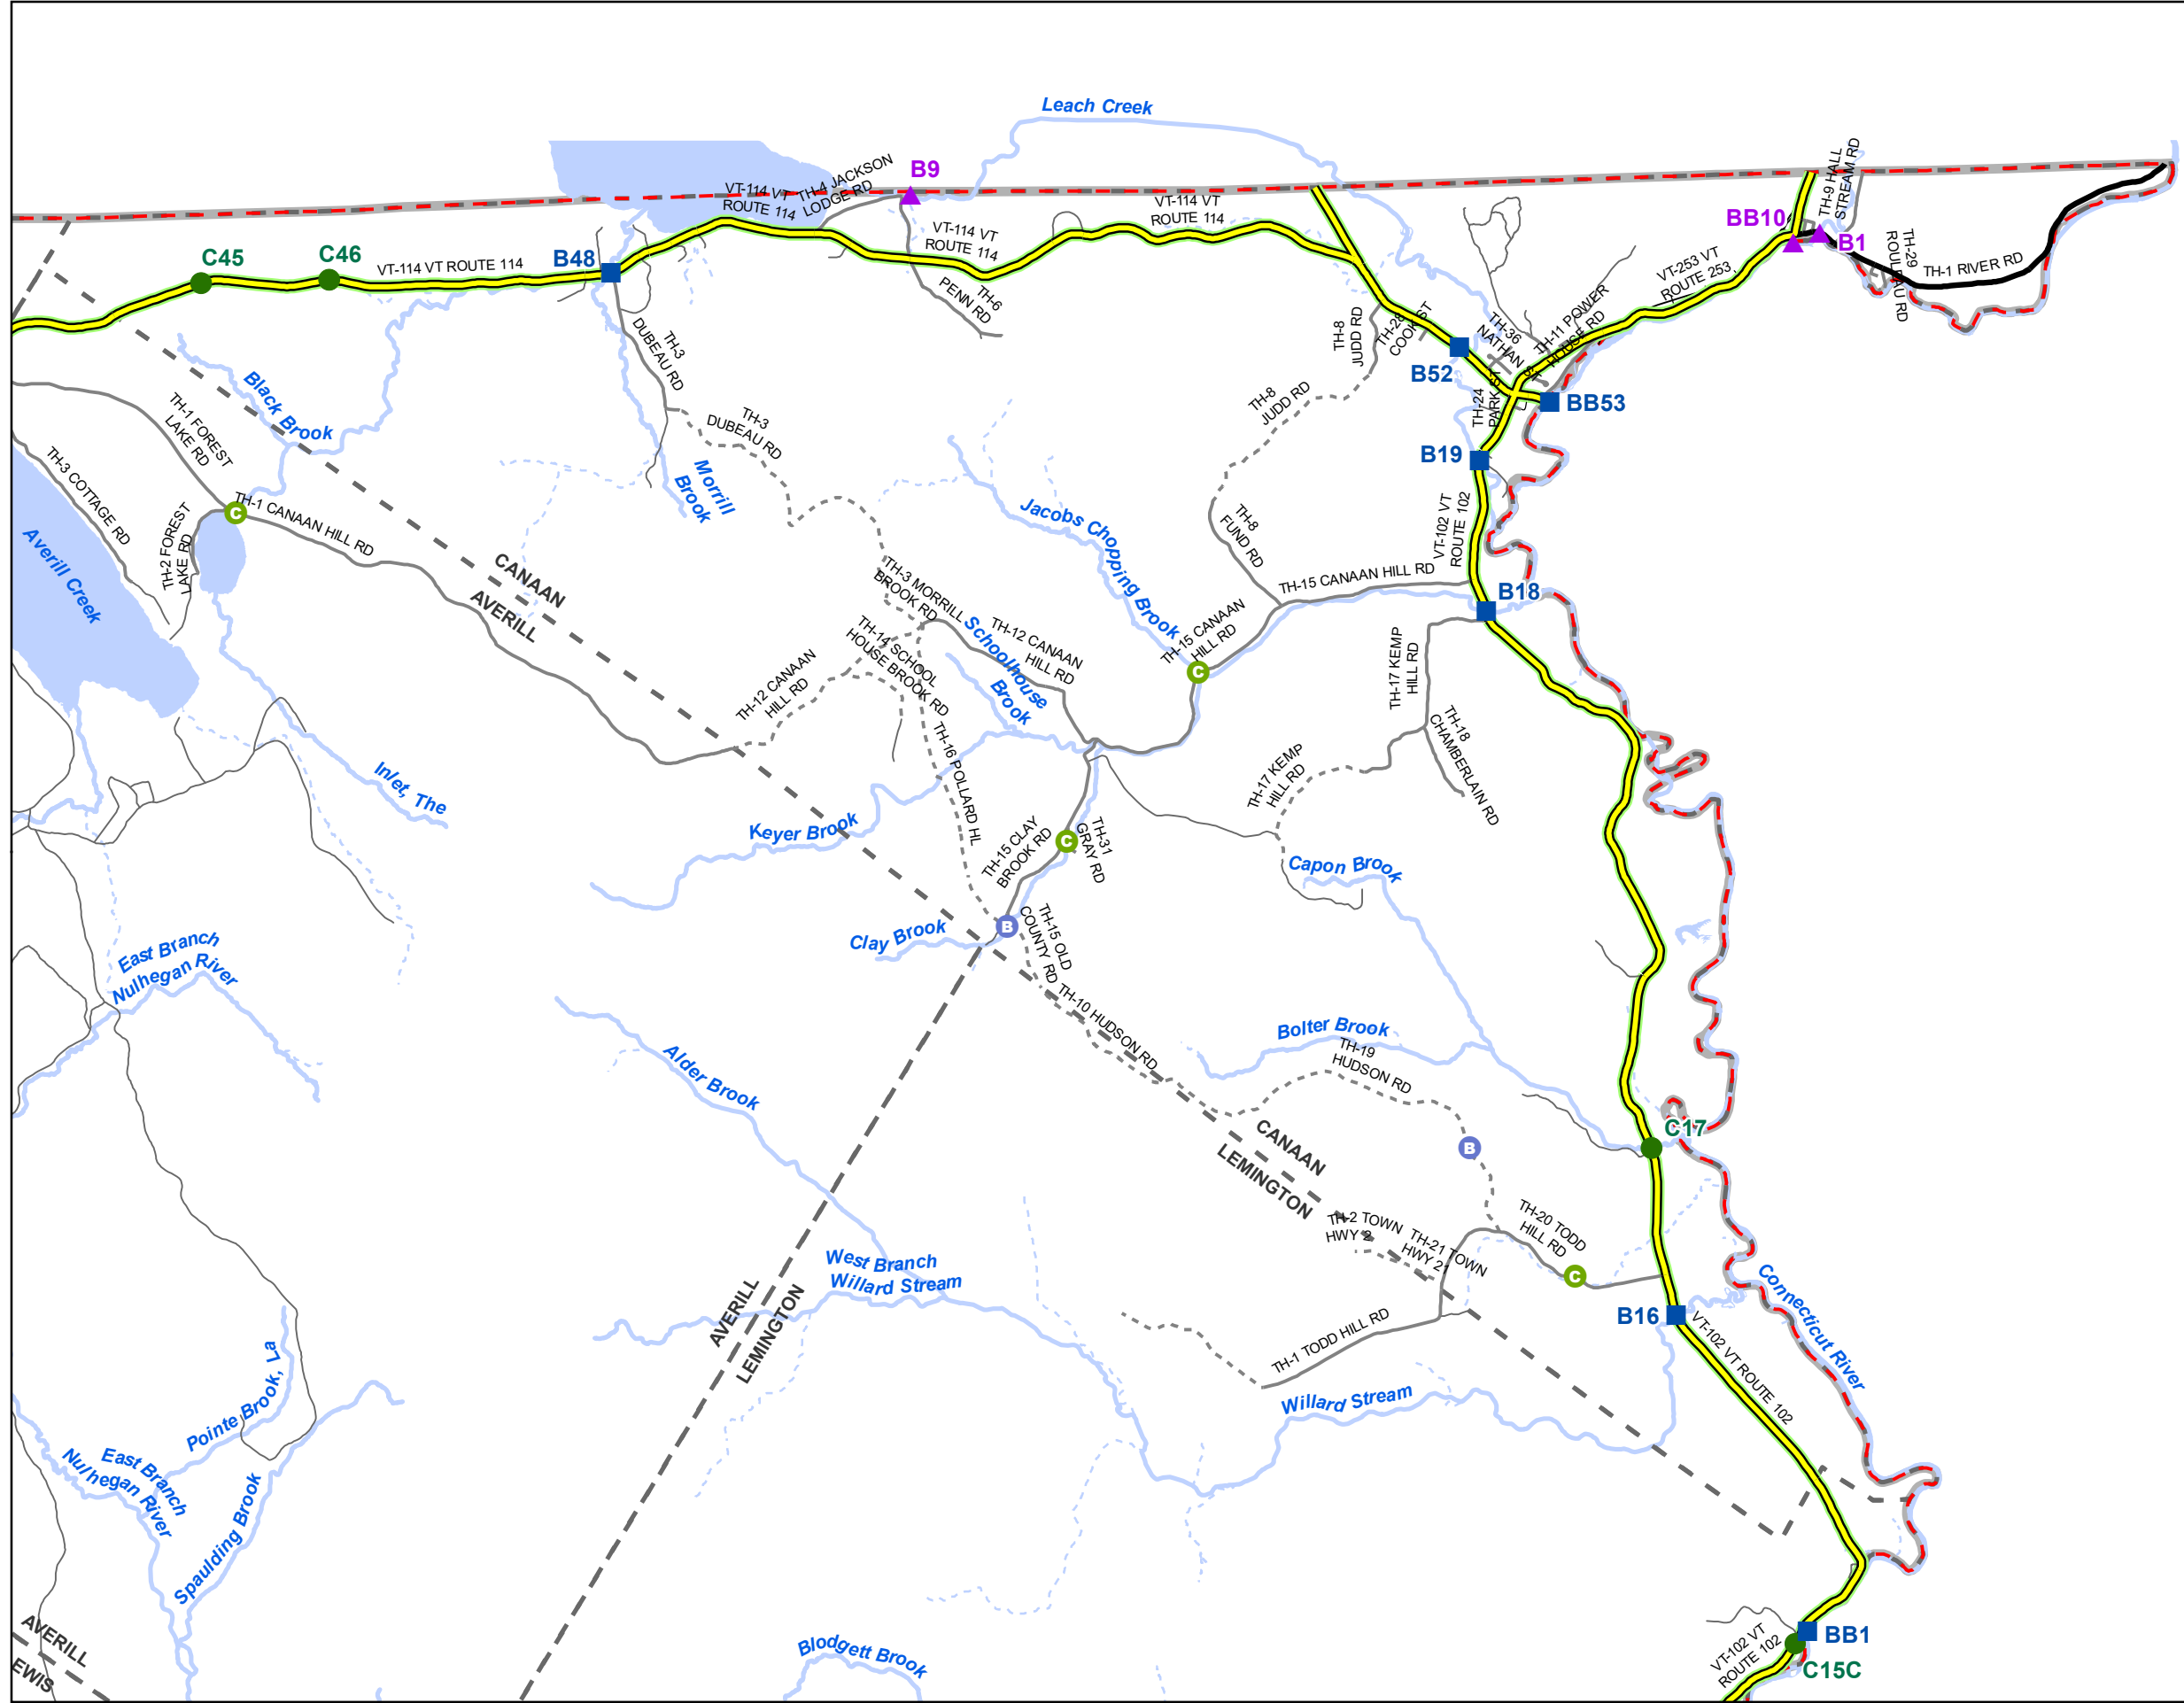 Leach Creek
B9
VT-114 VT
ROUTE 114
TH-4 JACKSON
LODGE RD
VT-114 VT
ROUTE 114
VT-114 VT
ROUTE 114
TH-9 HALL
STREAM RD
BB10
B1
TH-29
ROULEAU RD
TH-1 RIVER RD
C45
C46
VT-114 VT ROUTE 114
B48
TH-6
PENN RD
VT-253 VT
ROUTE 253
TH-3
DUBEAU RD
TH-8
JUDD RD
TH-28
COOK ST
TH-36
NATHAN ST
TH-11 POWER
HOUSE RD
B52
BB53
TH-24
PARK ST
Black Brook
TH-1 FOREST
LAKE RD
TH-3
DUBEAU RD
TH-8
JUDD RD
B19
TH-3 COTTAGE RD
C
TH-1 CANAAN HILL RD
TH-2 FOREST
LAKE RD
Morrill
Brook
Jacobs Chopping Brook
TH-8
FUND RD
VT-102 VT
ROUTE 102
Averill Creek
CANAAN
AVERILL
TH-3 MORRILL
BROOK RD
TH-15 CANAAN HILL RD
B18
TH-12 CANAAN
HILL RD
TH-14 SCHOOL
HOUSE BROOK RD
Schoolhouse
Brook
TH-12 CANAAN
HILL RD
TH-15 CANAAN
HILL RD
C
TH-17 KEMP
HILL RD
TH-18
CHAMBERLAIN RD
TH-16 POLLARD HL
Inlet, The
TH-17 KEMP
HILL RD
Keyer Brook
TH-15 CLAY
BROOK RD
C
TH-31
GRAY RD
Capon Brook
Clay Brook
B
TH-15 OLD
COUNTY RD
East Branch
Nulhegan River
TH-10 HUDSON RD
Bolter Brook
TH-19
HUDSON RD
Alder Brook
C17
CANAAN
LEMINGTON
B
TH-2 TOWN
HWY 2
TH-21 TOWN
HWY 21
TH-20 TODD
HILL RD
C
West Branch
Willard Stream
AVERILL
LEMINGTON
Connecticut River
B16
VT-102 VT ROUTE 102
TH-1 TODD HILL RD
Willard Stream
Pointe Brook, La
East Branch
Nulhegan River
Spaulding Brook
AVERILL
EWIS
Blodgett Brook
BB1
VT-102 VT
ROUTE 102
C15C